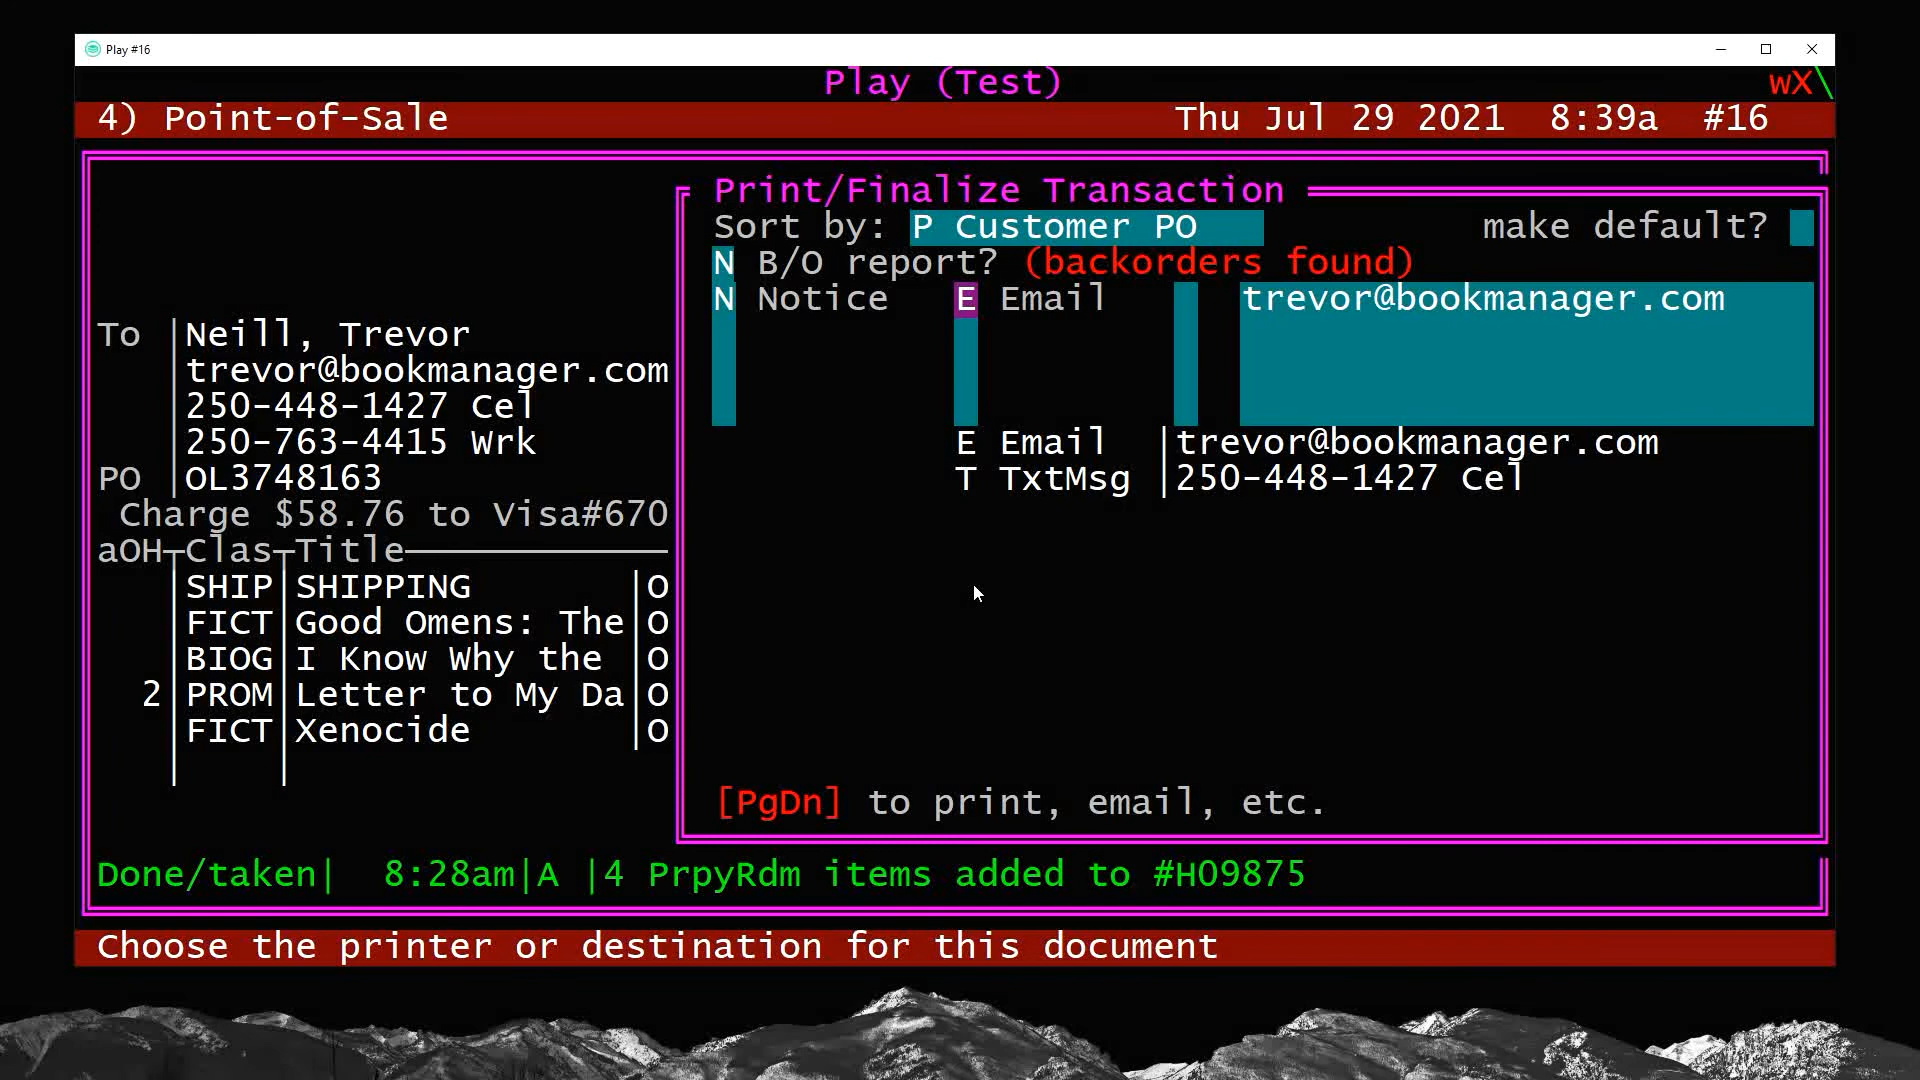 Play #16
Play (Test) wX\
4) Point-of-Sale Thu Jul 29 2021 8:39a #16
Print/Finalize Transaction
Sort by: P Customer PO make default?
N B/O report? (backorders found)
N Notice E Email trevor@bookmanager.com
E Email |trevor@bookmanager.com
T TxtMsg |250-448-1427 Cel
[PgDn] to print, email, etc.
To |Neill, Trevor
|trevor@bookmanager.com
|250-448-1427 Cel
|250-763-4415 Wrk
PO |OL3748163
Charge $58.76 to Visa#670
aOH Clas Title
|SHIP|SHIPPING |O
|FICT|Good Omens: The|O
|BIOG|I Know Why the |O
2|PROM|Letter to My Da|O
|FICT|Xenocide |O
Done/taken| 8:28am|A |4 PrpyRdm items added to #HO9875
Choose the printer or destination for this document